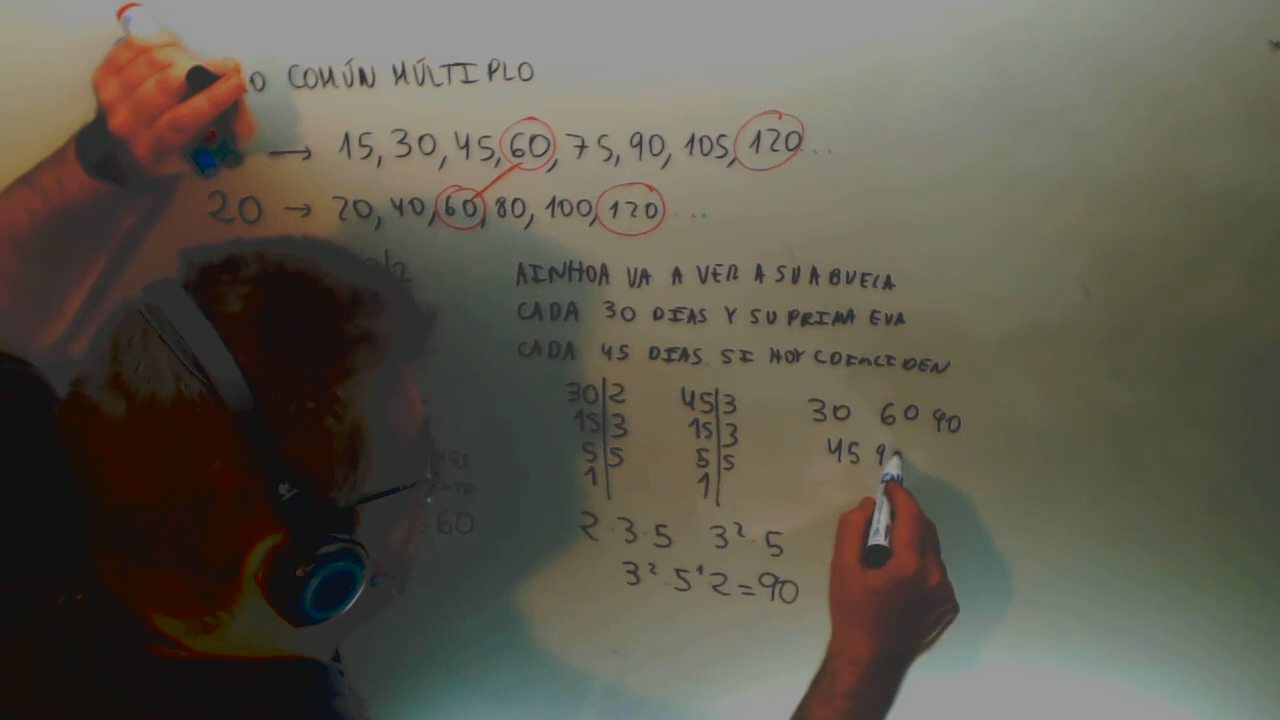 O COMÚN MÚLTIPLO
→ 15, 30, 45, 60, 75, 90, 105, 120...
20 → 20, 40, 60, 80, 100, 120 ...
AINHOA VA A VER A SU ABUELA
CADA 30 DIAS Y SU PRIMA EVA
CADA 45 DIAS. SI HOY COINCIDEN
30|2 45|3 30 60 90
15|3 15|3 45 9
5|5 5|5
1| 1|
=60 2·3·5 3²·5
3²·5·2=90